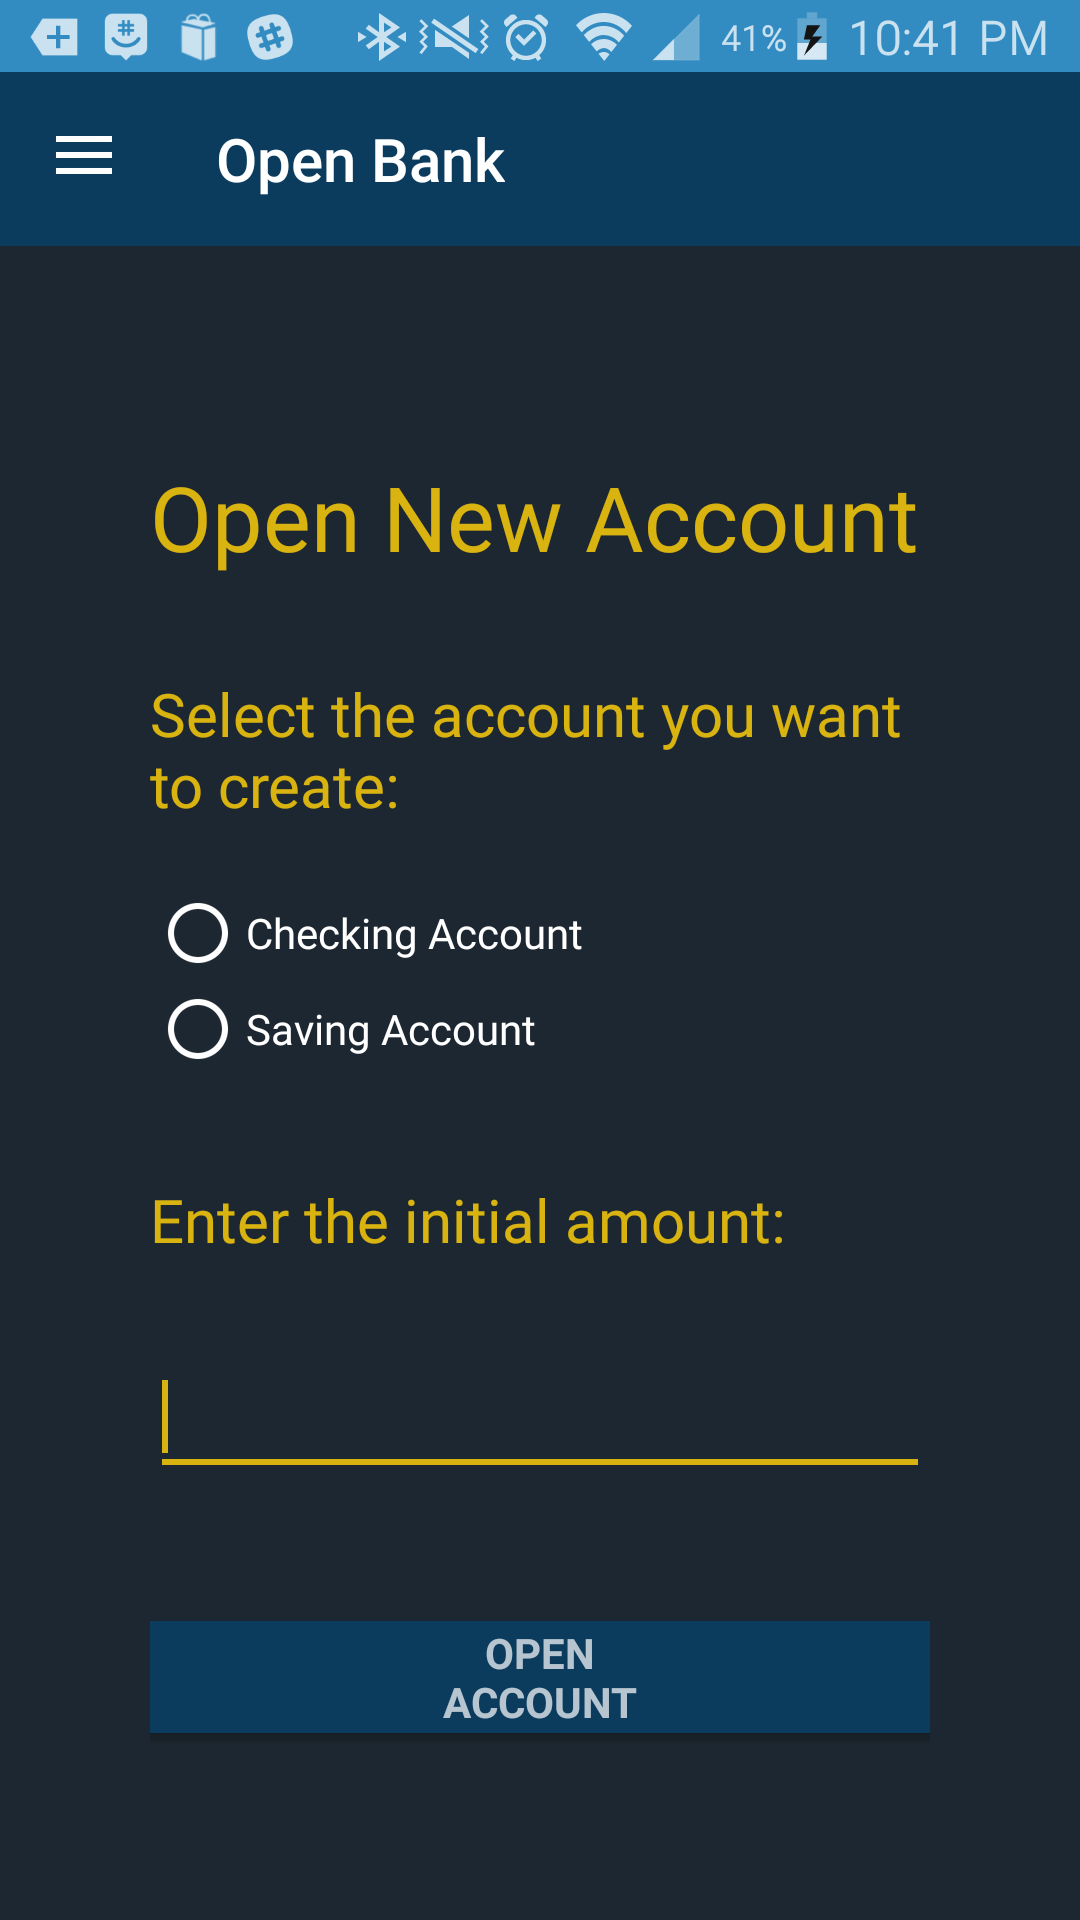 41% 10:41 PM
Open Bank
Open New Account
Select the account you want
to create:
Checking Account
Saving Account
Enter the initial amount:
OPEN
ACCOUNT